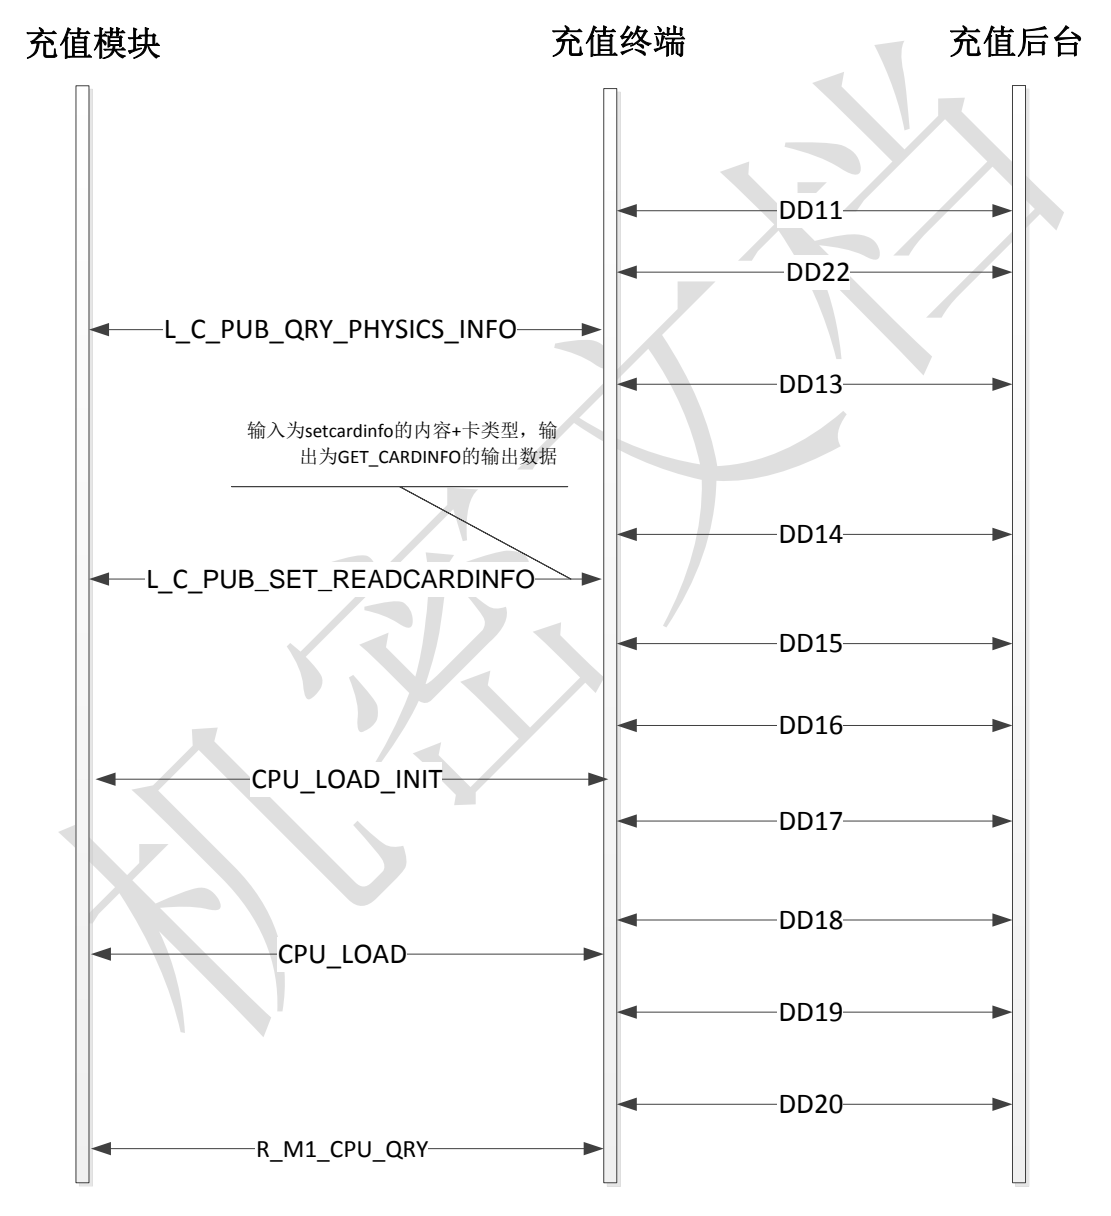 充值模块
充值终端
充值后台
DD11
DD22
L_C_PUB_QRY_PHYSICS_INFO
DD13
输入为setcardinfo的内容+卡类型，输
出为GET_CARDINFO的输出数据
DD14
L_C_PUB_SET_READCARDINFO
DD15
DD16
CPU_LOAD_INIT
DD17
DD18
CPU_LOAD
DD19
DD20
R_M1_CPU_QRY
机密文档